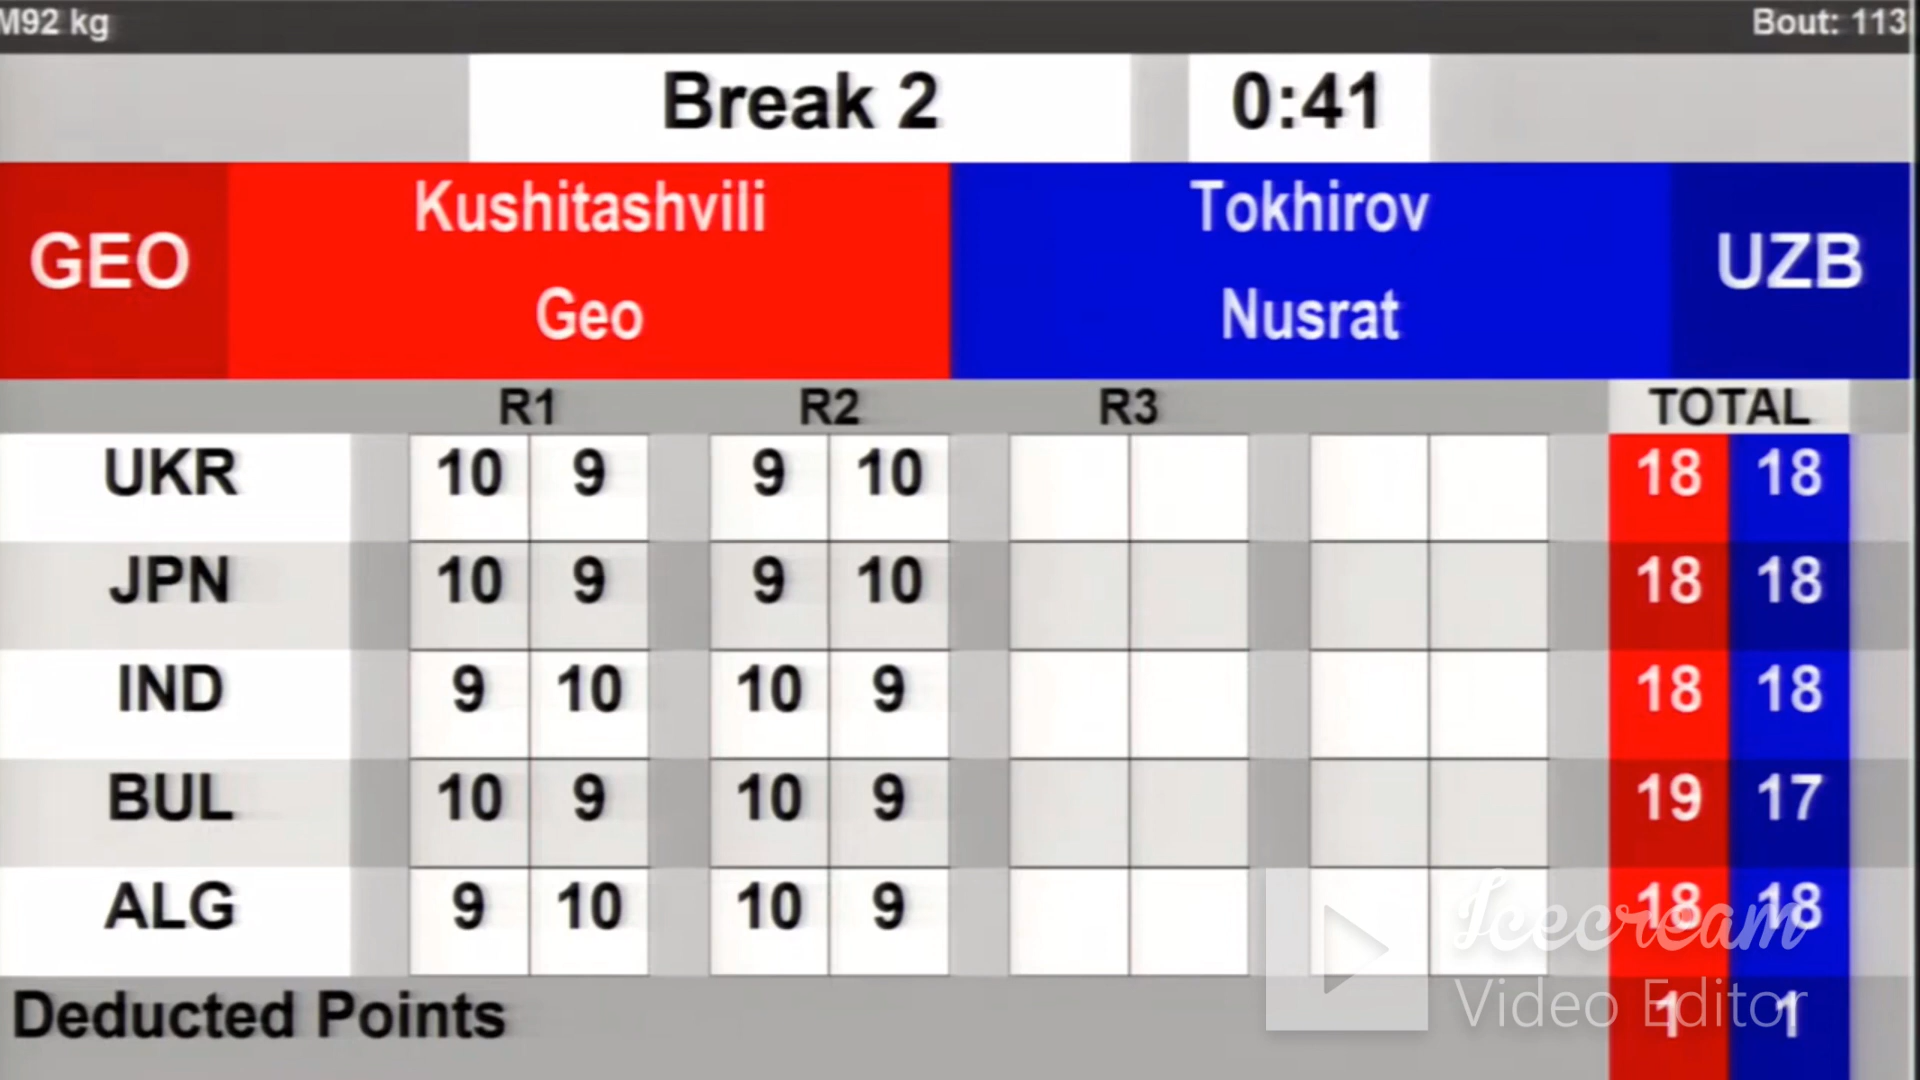 M92 kg Bout: 113
Break 2 0:41
GEO Kushitashvili Geo Tokhirov Nusrat UZB
R1 R2 R3 TOTAL
UKR 10 9 9 10 18 18
JPN 10 9 9 10 18 18
IND 9 10 10 9 18 18
BUL 10 9 10 9 19 17
ALG 9 10 10 9 18 18
Deducted Points 1 1
Icecream
Video Editor